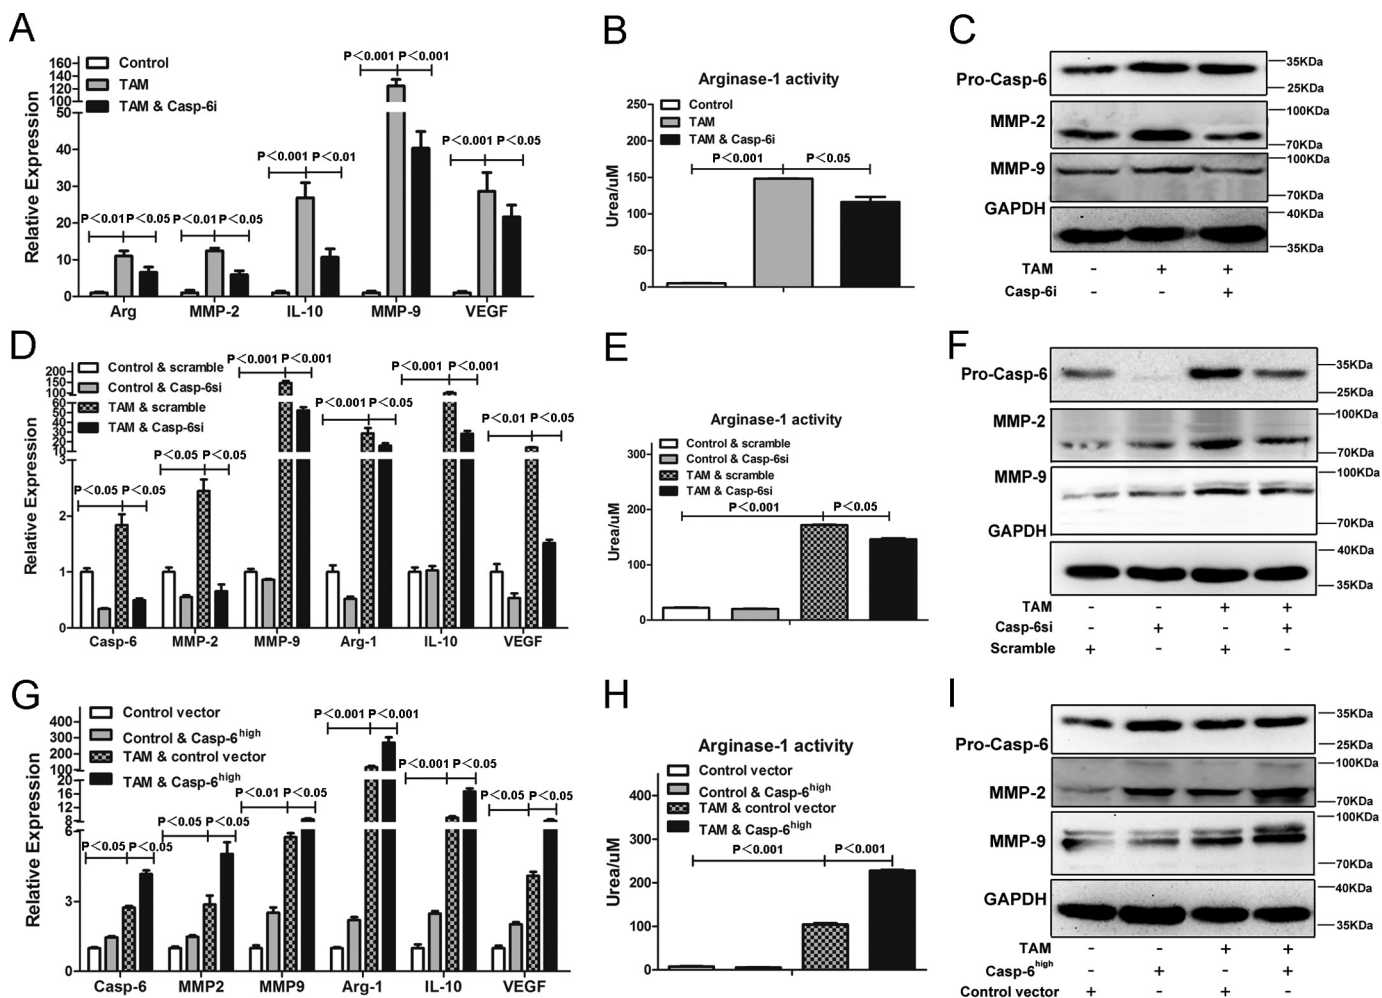 A
Control
TAM
TAM & Casp-6i
Relative Expression
160
140
120
100
50
40
30
20
10
0
P<0.01 P<0.05
P<0.01 P<0.05
P<0.001 P<0.01
P<0.001 P<0.001
P<0.001 P<0.05
Arg MMP-2 IL-10 MMP-9 VEGF
B
Arginase-1 activity
Control
TAM
TAM & Casp-6i
Urea/uM
250
200
150
100
50
0
P<0.001 P<0.05
C
Pro-Casp-6
35KDa
25KDa
MMP-2
100KDa
70KDa
MMP-9
100KDa
70KDa
GAPDH
40KDa
35KDa
TAM - + +
Casp-6i - - +
D
Control & scramble
Control & Casp-6si
TAM & scramble
TAM & Casp-6si
Relative Expression
200
150
100
60
50
40
30
20
10
3
2
1
0
P<0.05 P<0.05
P<0.05 P<0.05
P<0.001 P<0.001
P<0.001 P<0.05
P<0.001 P<0.001
P<0.01 P<0.05
Casp-6 MMP-2 MMP-9 Arg-1 IL-10 VEGF
E
Arginase-1 activity
Control & scramble
Control & Casp-6si
TAM & scramble
TAM & Casp-6si
Urea/uM
300
200
100
0
P<0.001 P<0.05
F
Pro-Casp-6
35KDa
25KDa
MMP-2
100KDa
70KDa
MMP-9
100KDa
70KDa
GAPDH
40KDa
35KDa
TAM - - + +
Casp-6si - + - +
Scramble + - + -
G
Control vector
Control & Casp-6high
TAM & control vector
TAM & Casp-6high
Relative Expression
400
300
200
100
20
16
12
8
6
3
0
P<0.05 P<0.05
P<0.05 P<0.05
P<0.01 P<0.05
P<0.001 P<0.001
P<0.001 P<0.05
P<0.05 P<0.05
Casp-6 MMP2 MMP9 Arg-1 IL-10 VEGF
H
Arginase-1 activity
Control vector
Control & Casp-6high
TAM & control vector
TAM & Casp-6high
Urea/uM
400
300
200
100
0
P<0.001 P<0.001
I
Pro-Casp-6
35KDa
25KDa
MMP-2
100KDa
70KDa
MMP-9
100KDa
70KDa
GAPDH
40KDa
35KDa
TAM - - + +
Casp-6high - + - +
Control vector + - + -